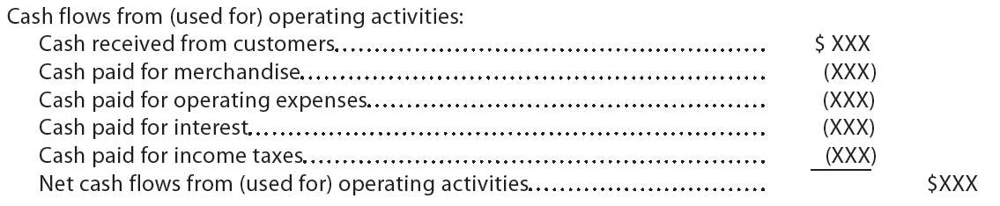 Cash flows from (used for) operating activities:
Cash received from customers........................................................ $ XXX
Cash paid for merchandise............................................................ (XXX)
Cash paid for operating expenses.................................................. (XXX)
Cash paid for interest..................................................................... (XXX)
Cash paid for income taxes............................................................ (XXX)
Net cash flows from (used for) operating activities.............................. $XXX